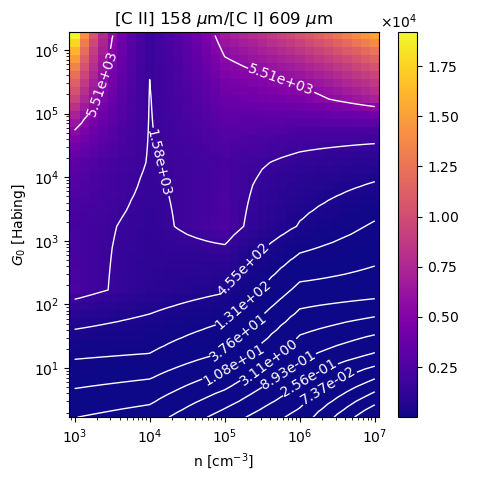 [C II] 158 μm/[C I] 609 μm
×10⁴
10⁶
10⁵
10⁴
10³
10²
10¹
G₀ [Habing]
5.51e+03
5.51e+03
1.58e+03
4.55e+02
1.31e+02
3.76e+01
1.08e+01
3.11e+00
8.93e-01
2.56e-01
7.37e-02
1.75
1.50
1.25
1.00
0.75
0.50
0.25
10³ 10⁴ 10⁵ 10⁶ 10⁷
n [cm⁻³]